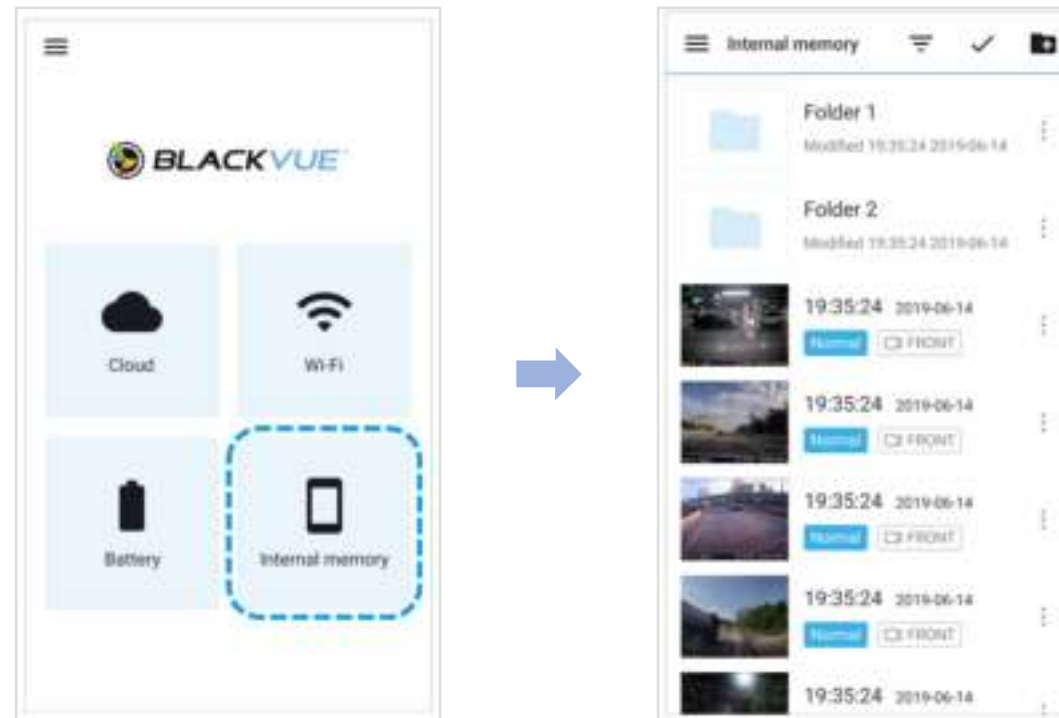 BLACKVUE
Cloud
Wi-Fi
Battery
Internal memory
Internal memory
Folder 1
Modified 19:35:24 2019-06-14
Folder 2
Modified 19:35:24 2019-06-14
19:35:24 2019-06-14
Normal FRONT
19:35:24 2019-06-14
Normal FRONT
19:35:24 2019-06-14
Normal FRONT
19:35:24 2019-06-14
Normal FRONT
19:35:24 2019-06-14